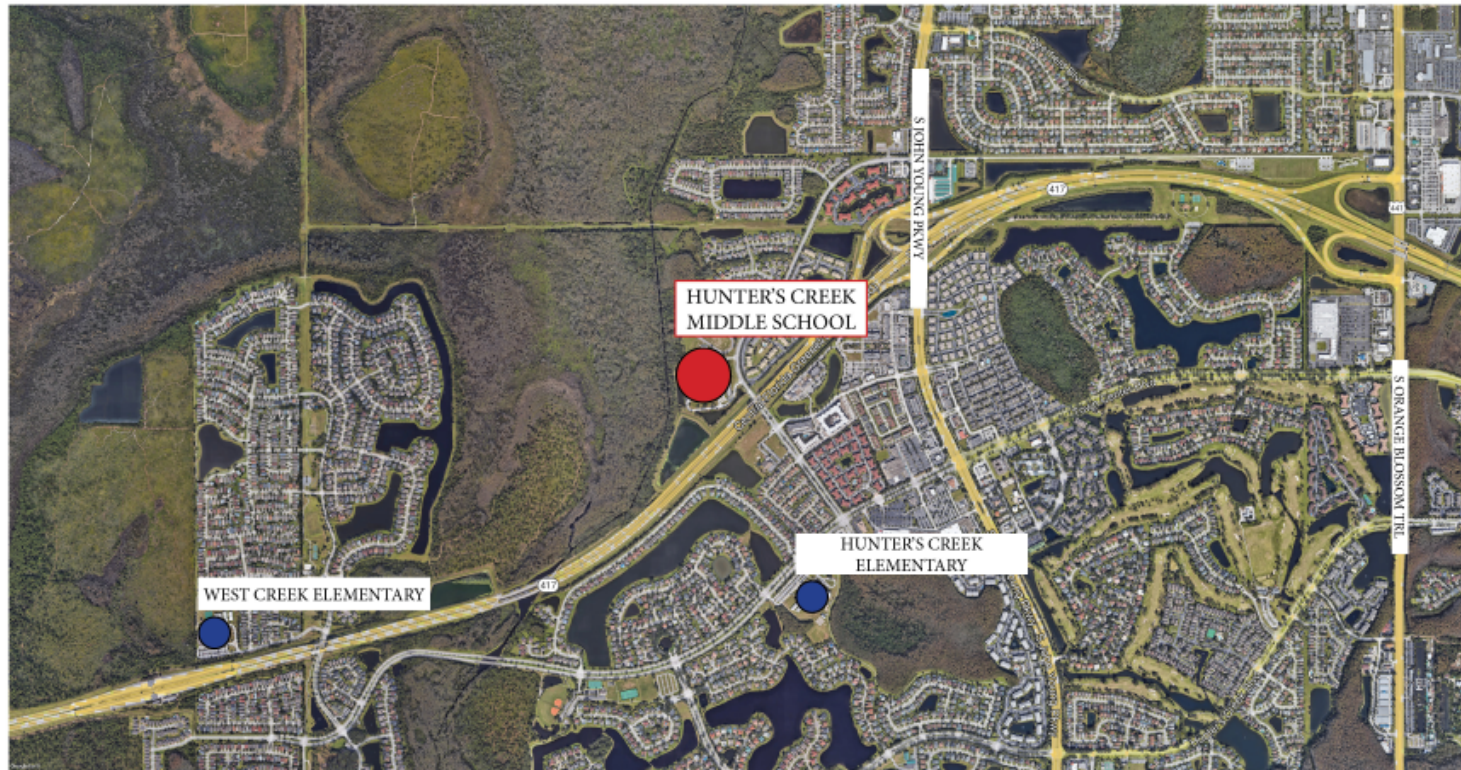 S JOHN YOUNG PKWY
417
441
HUNTER'S CREEK
MIDDLE SCHOOL
S ORANGE BLOSSOM TRL
HUNTER'S CREEK
ELEMENTARY
417
WEST CREEK ELEMENTARY